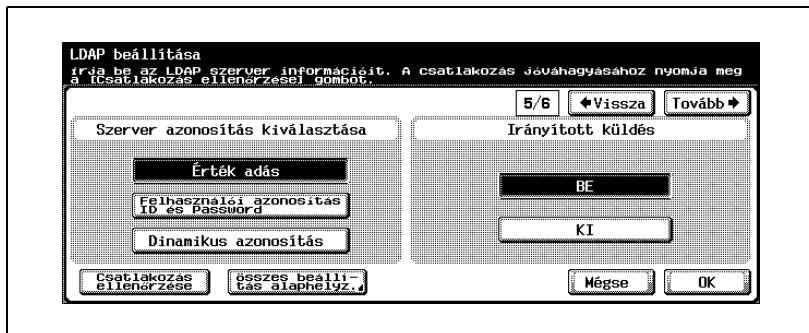 LDAP beállítása
írja be az LDAP szerver információit. A csatlakozás jóváhagyásához nyomja meg
a [Csatlakozás ellenőrzése] gombot.
5/6
Vissza
Tovább
Szerver azonosítás kiválasztása
Irányított küldés
Érték adás
BE
Felhasználói azonosítás
ID és Password
KI
Dinamikus azonosítás
Csatlakozás
ellenőrzése
összes beállí-
tás alaphelyz.
Mégse
OK